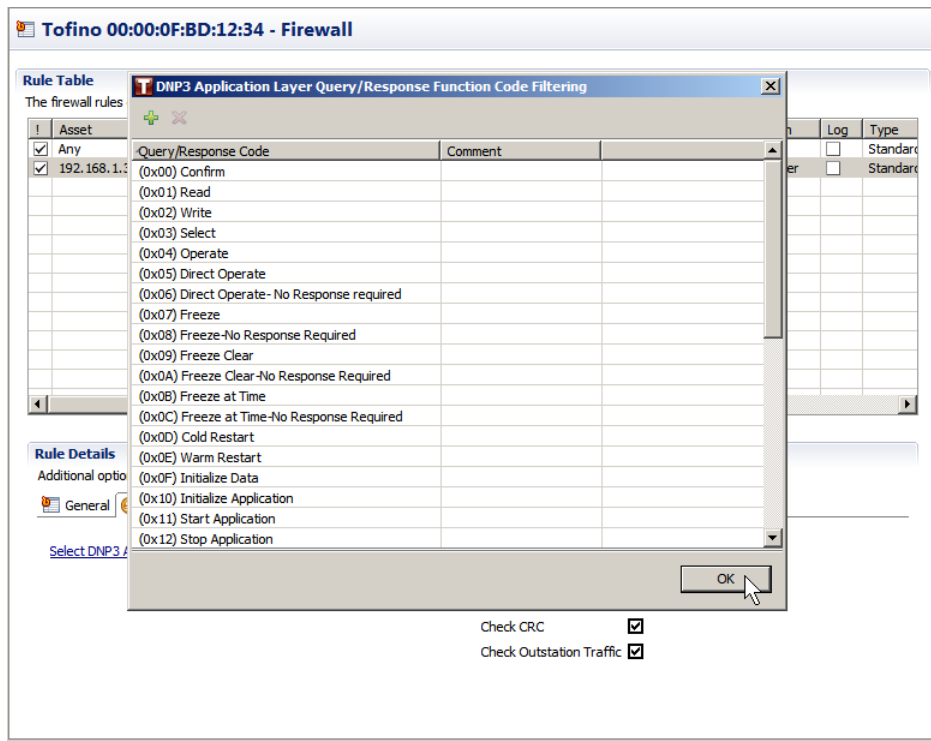 Tofino 00:00:0F:BD:12:34 - Firewall
Rule Table
The firewall rules
DNP3 Application Layer Query/Response Function Code Filtering
! Asset Log Type
Any Standard
192.168.1.3 er Standard
Query/Response Code Comment
(0x00) Confirm
(0x01) Read
(0x02) Write
(0x03) Select
(0x04) Operate
(0x05) Direct Operate
(0x06) Direct Operate- No Response required
(0x07) Freeze
(0x08) Freeze-No Response Required
(0x09) Freeze Clear
(0x0A) Freeze Clear-No Response Required
(0x0B) Freeze at Time
(0x0C) Freeze at Time-No Response Required
(0x0D) Cold Restart
(0x0E) Warm Restart
(0x0F) Initialize Data
(0x10) Initialize Application
(0x11) Start Application
(0x12) Stop Application
OK
Rule Details
Additional optio
General
Select DNP3 A
Check CRC
Check Outstation Traffic